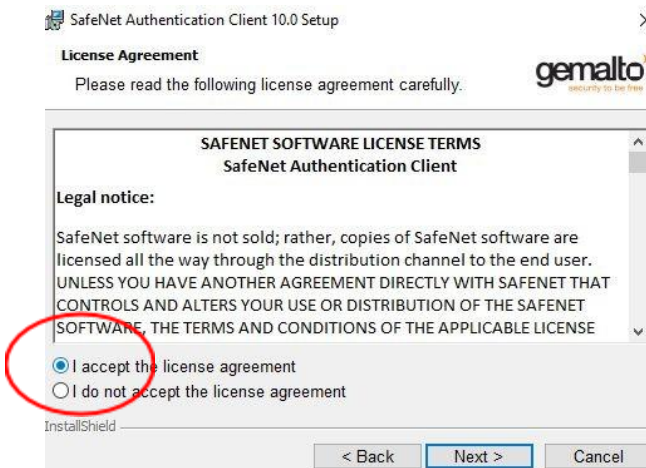 SafeNet Authentication Client 10.0 Setup
License Agreement
Please read the following license agreement carefully.
gemalto
security to be free
SAFENET SOFTWARE LICENSE TERMS
SafeNet Authentication Client
Legal notice:
SafeNet software is not sold; rather, copies of SafeNet software are
licensed all the way through the distribution channel to the end user.
UNLESS YOU HAVE ANOTHER AGREEMENT DIRECTLY WITH SAFENET THAT
CONTROLS AND ALTERS YOUR USE OR DISTRIBUTION OF THE SAFENET
SOFTWARE, THE TERMS AND CONDITIONS OF THE APPLICABLE LICENSE
I accept the license agreement
I do not accept the license agreement
InstallShield
< Back Next > Cancel